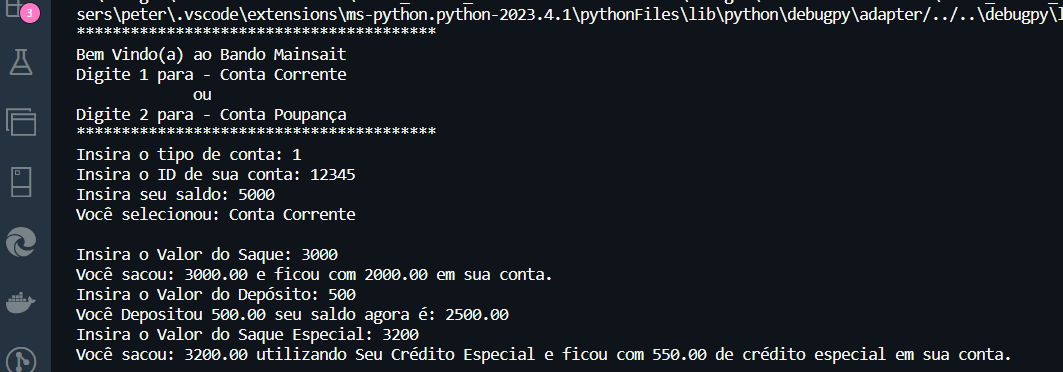 3
sers\peter\.vscode\extensions\ms-python.python-2023.4.1\pythonFiles\lib\python\debugpy\adapter/../..\debugpy\l
****************************************
Bem Vindo(a) ao Bando Mainsait
Digite 1 para - Conta Corrente
ou
Digite 2 para - Conta Poupança
****************************************
Insira o tipo de conta: 1
Insira o ID de sua conta: 12345
Insira seu saldo: 5000
Você selecionou: Conta Corrente
Insira o Valor do Saque: 3000
Você sacou: 3000.00 e ficou com 2000.00 em sua conta.
Insira o Valor do Depósito: 500
Você Depositou 500.00 seu saldo agora é: 2500.00
Insira o Valor do Saque Especial: 3200
Você sacou: 3200.00 utilizando Seu Crédito Especial e ficou com 550.00 de crédito especial em sua conta.